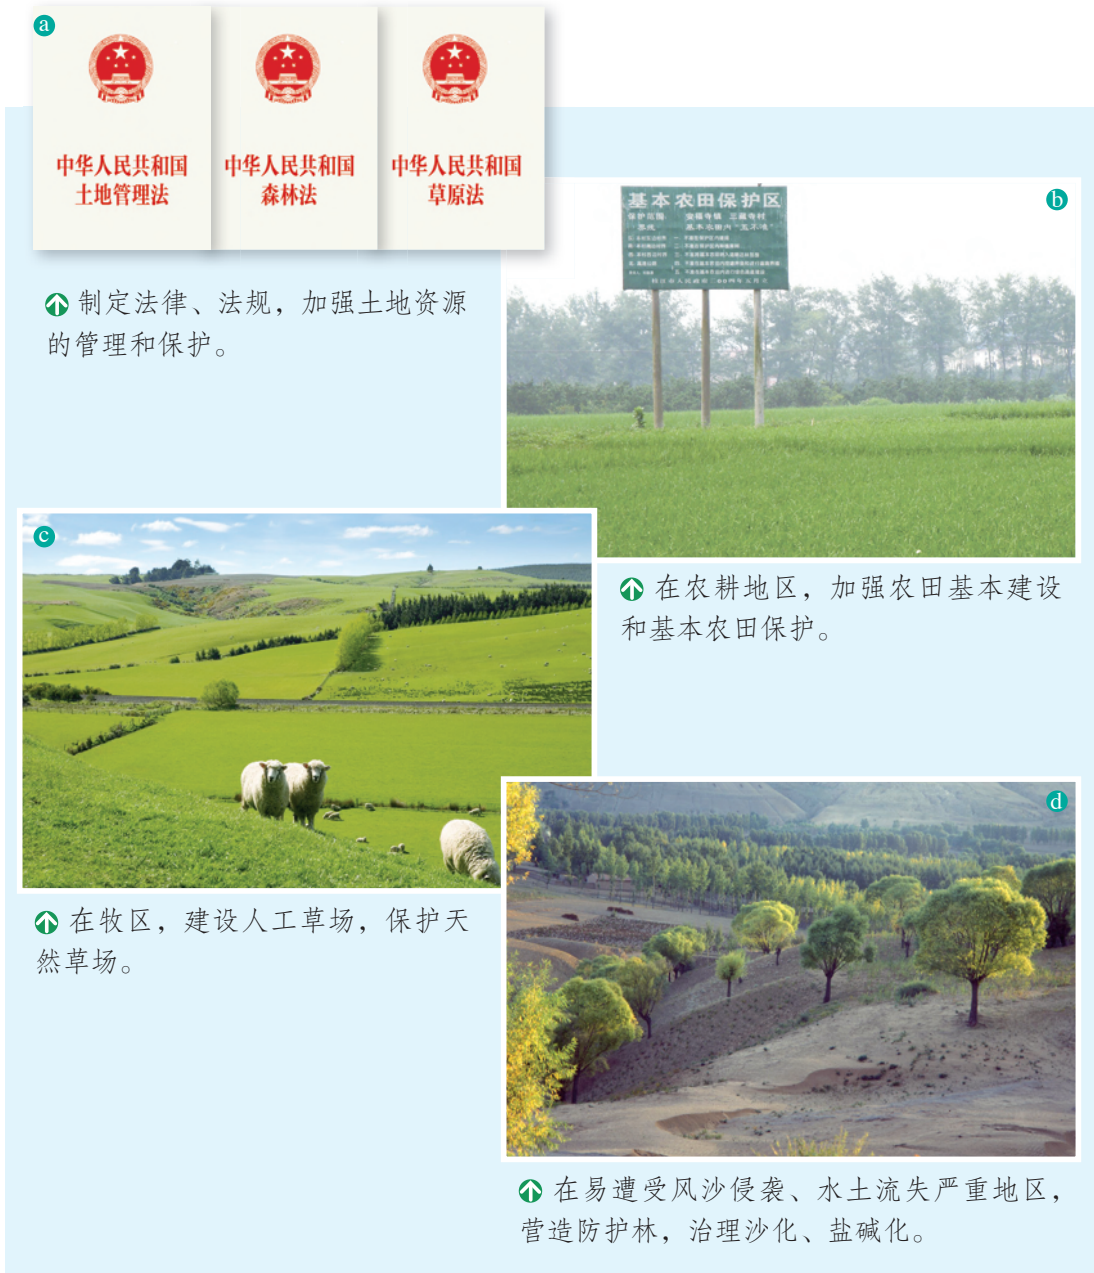 a
中华人民共和国
土地管理法
中华人民共和国
森林法
中华人民共和国
草原法
制定法律、法规，加强土地资源
的管理和保护。
b
基本农田保护区
保护范围
在农耕地区，加强农田基本建设
和基本农田保护。
c
在牧区，建设人工草场，保护天
然草场。
d
在易遭受风沙侵袭、水土流失严重地区，
营造防护林，治理沙化、盐碱化。